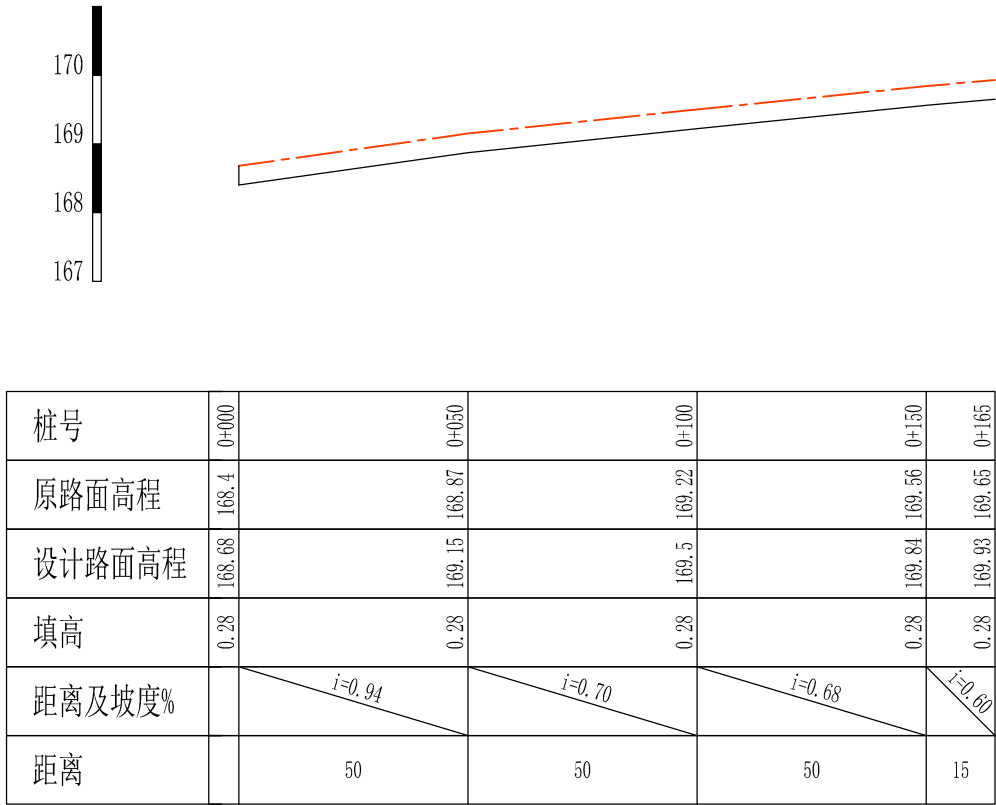 170
169
168
167
桩号 0+000 0+050 0+100 0+150 0+165
原路面高程 168.4 168.87 169.22 169.56 169.65
设计路面高程 168.68 169.15 169.5 169.84 169.93
填高 0.28 0.28 0.28 0.28 0.28
距离及坡度% i=0.94 i=0.70 i=0.68 i=0.60
距离 50 50 50 15